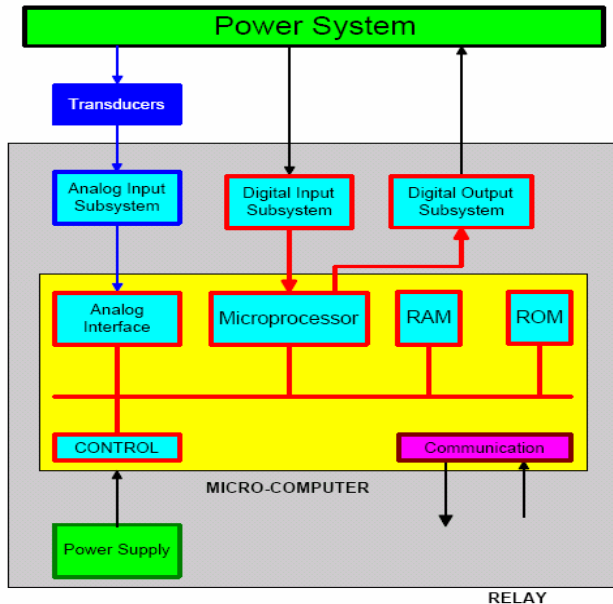 Power System
Transducers
Analog Input
Subsystem
Digital Input
Subsystem
Digital Output
Subsystem
Analog
Interface
Microprocessor
RAM
ROM
CONTROL
Communication
MICRO-COMPUTER
Power Supply
RELAY